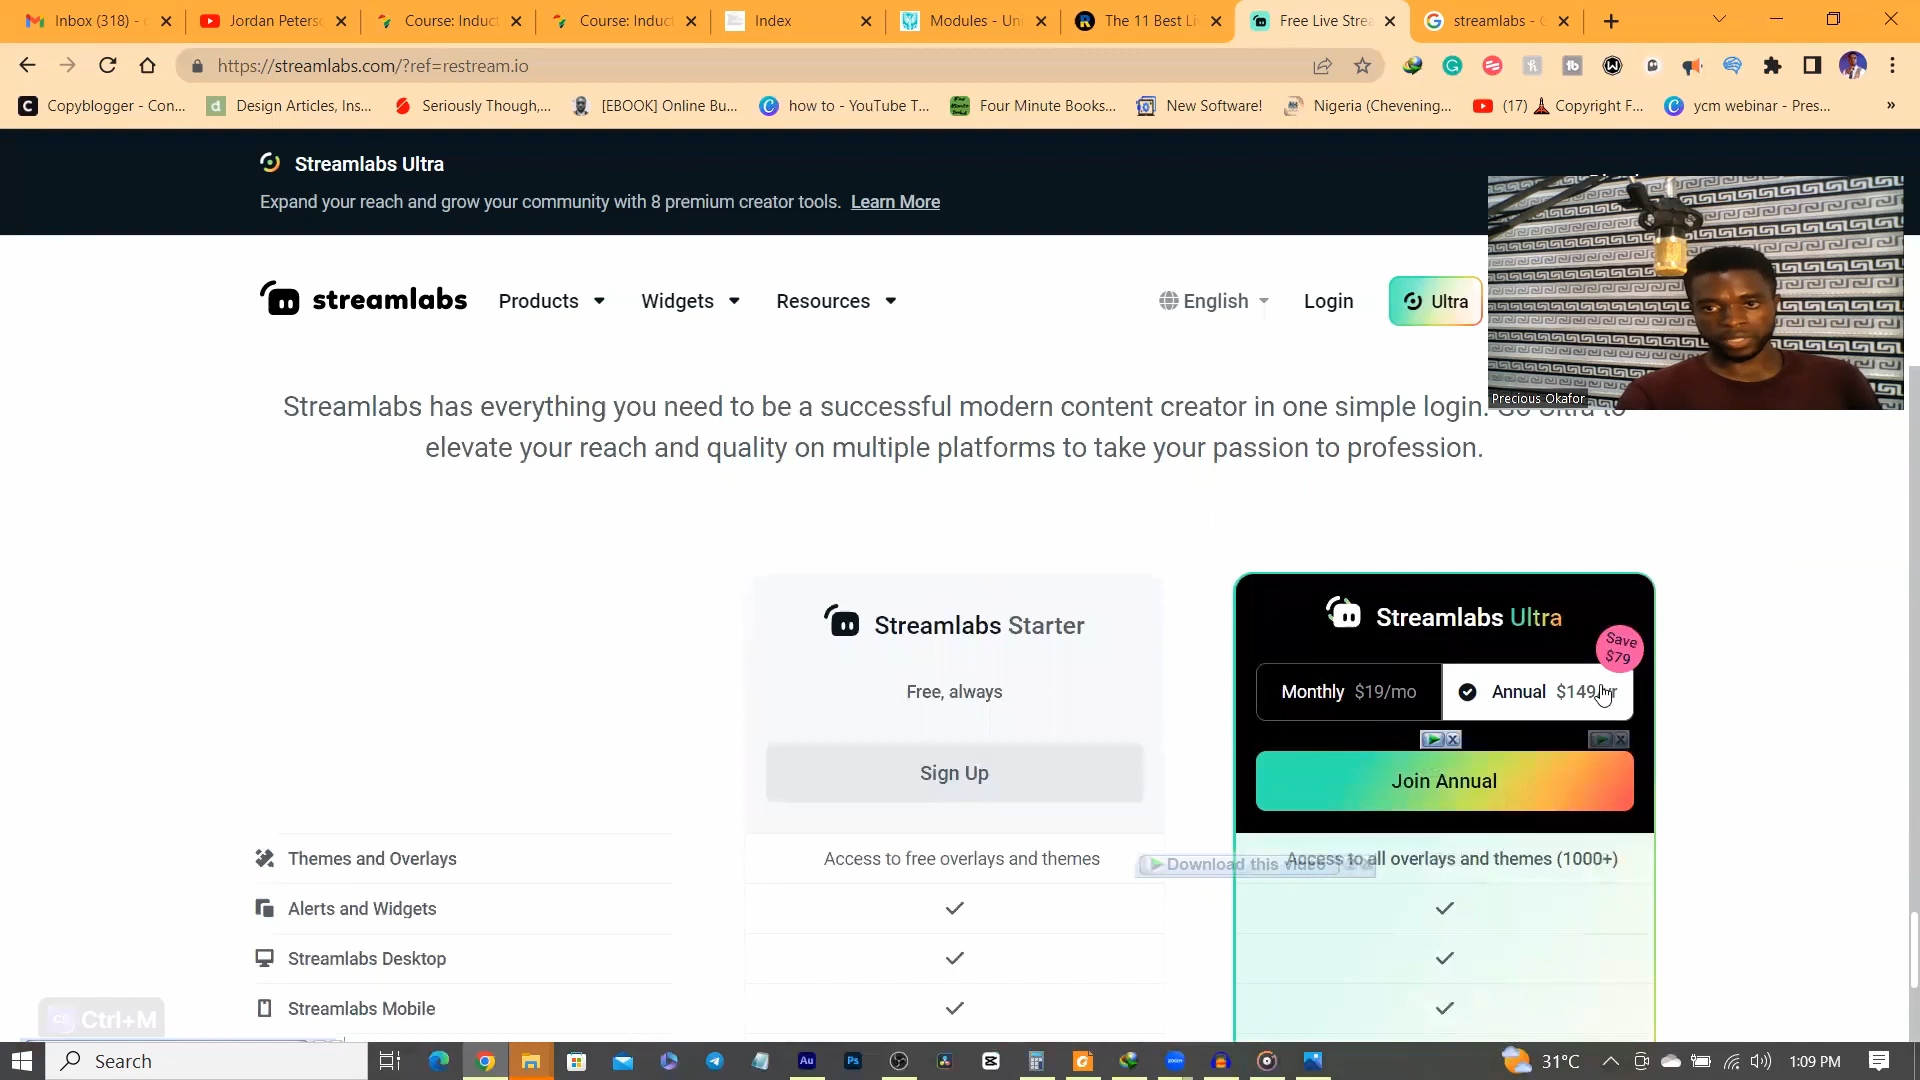 Inbox (318) -
Jordan Peters
Course: Induct
Course: Induct
Index
Modules - Un
The 11 Best Li
Free Live Strea
streamlabs -
https://streamlabs.com/?ref=restream.io
Copyblogger - Con...
Design Articles, Ins...
Seriously Though,...
[EBOOK] Online Bu...
how to - YouTube T...
Four Minute Books...
New Software!
Nigeria (Chevening...
(17) Copyright F...
ycm webinar - Pres...
Streamlabs Ultra
Expand your reach and grow your community with 8 premium creator tools. Learn More
streamlabs
Products
Widgets
Resources
English
Login
Ultra
Precious Okafor
Streamlabs has everything you need to be a successful modern content creator in one simple login. Go Ultra to
elevate your reach and quality on multiple platforms to take your passion to profession.
Streamlabs Starter
Free, always
Sign Up
Streamlabs Ultra
Save
$79
Monthly $19/mo
Annual $149
Join Annual
Themes and Overlays
Access to free overlays and themes
Download this video
Access to all overlays and themes (1000+)
Alerts and Widgets
Streamlabs Desktop
Streamlabs Mobile
Ctrl+M
Search
31°C
1:09 PM